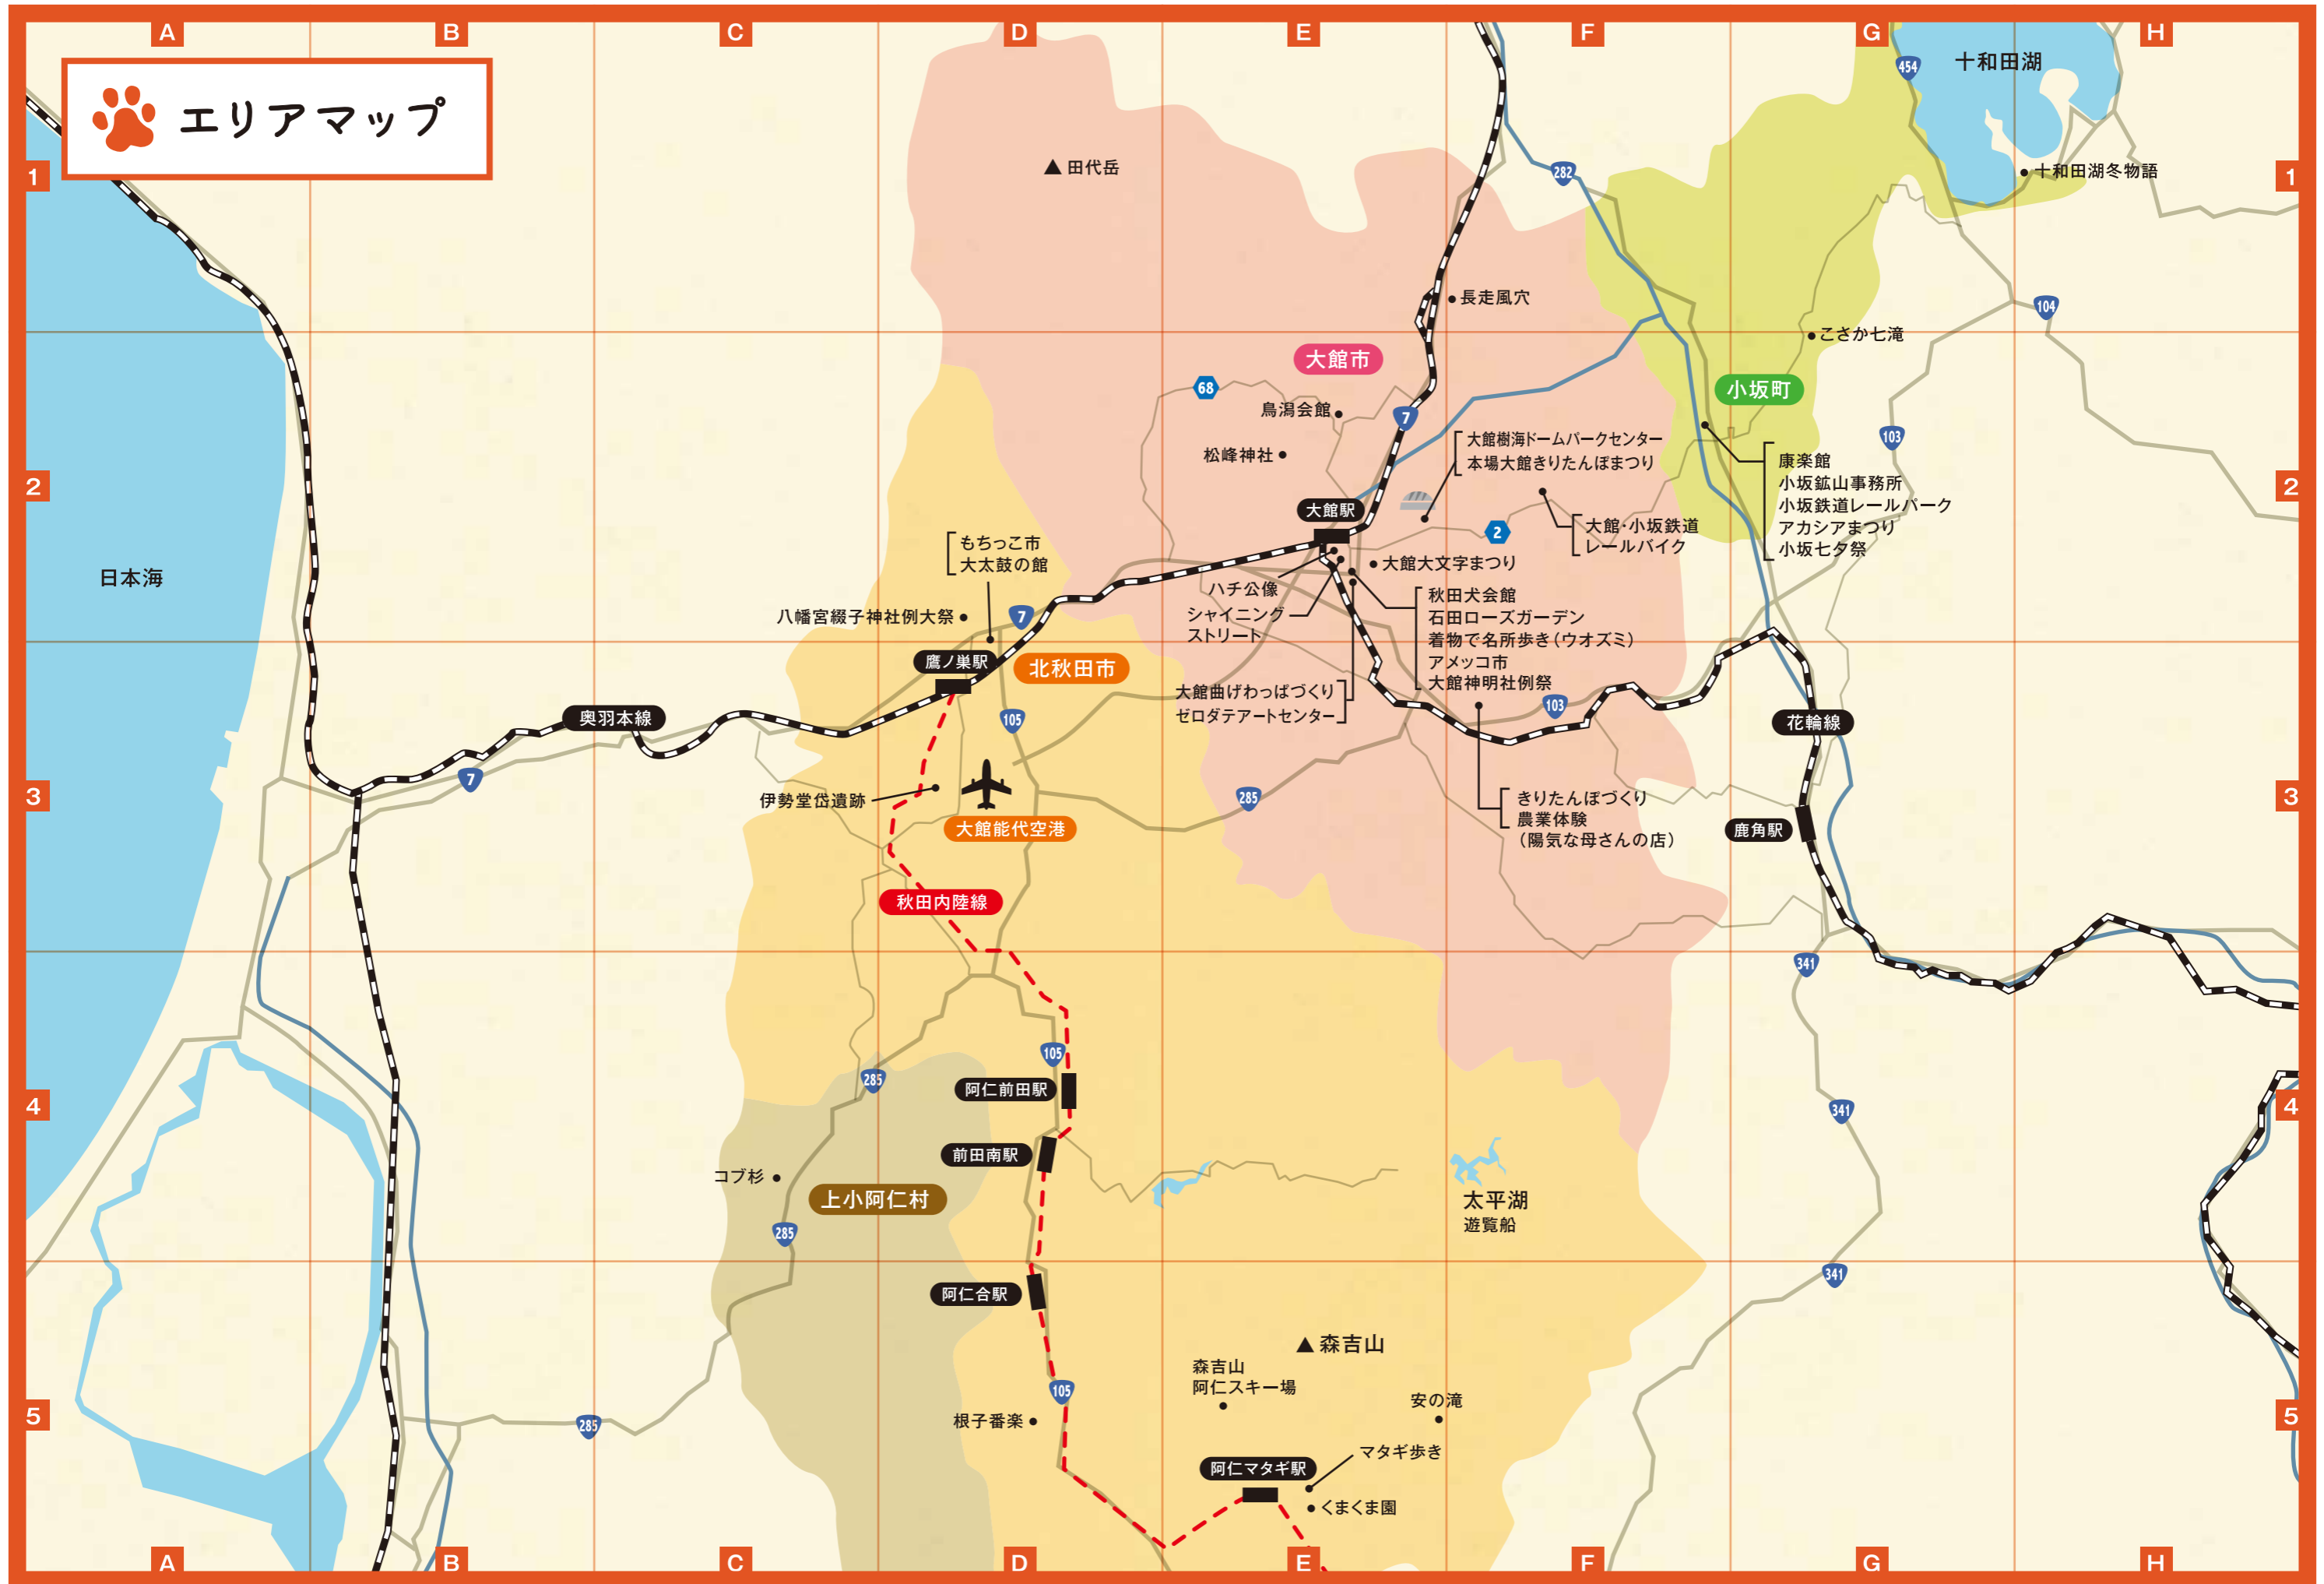 A
B
C
D
E
F
G
H
エリアマップ
454
十和田湖
1
田代岳
282
十和田湖冬物語
1
長走風穴
104
こさか七滝
大館市
68
小坂町
鳥潟会館
7
松峰神社
大館樹海ドームパークセンター
本場大館きりたんぽまつり
103
康楽館
小坂鉱山事務所
小坂鉄道レールパーク
アカシアまつり
小坂七夕祭
2
2
大館駅
大館・小坂鉄道
レールバイク
2
もちっこ市
大太鼓の館
日本海
大館大文字まつり
ハチ公像
シャイニング
ストリート
秋田犬会館
石田ローズガーデン
着物で名所歩き(ウオズミ)
アメッコ市
大館神明社例祭
八幡宮綴子神社例大祭
7
鷹ノ巣駅
北秋田市
大館曲げわっぱづくり
ゼロダテアートセンター
奥羽本線
105
103
花輪線
7
3
伊勢堂岱遺跡
285
きりたんぽづくり
農業体験
(陽気な母さんの店)
3
大館能代空港
鹿角駅
秋田内陸線
341
105
285
阿仁前田駅
4
341
4
前田南駅
コブ杉
上小阿仁村
太平湖
遊覧船
285
341
阿仁合駅
森吉山
森吉山
阿仁スキー場
105
安の滝
5
285
根子番楽
5
マタギ歩き
阿仁マタギ駅
くまくま園
A
B
C
D
E
F
G
H